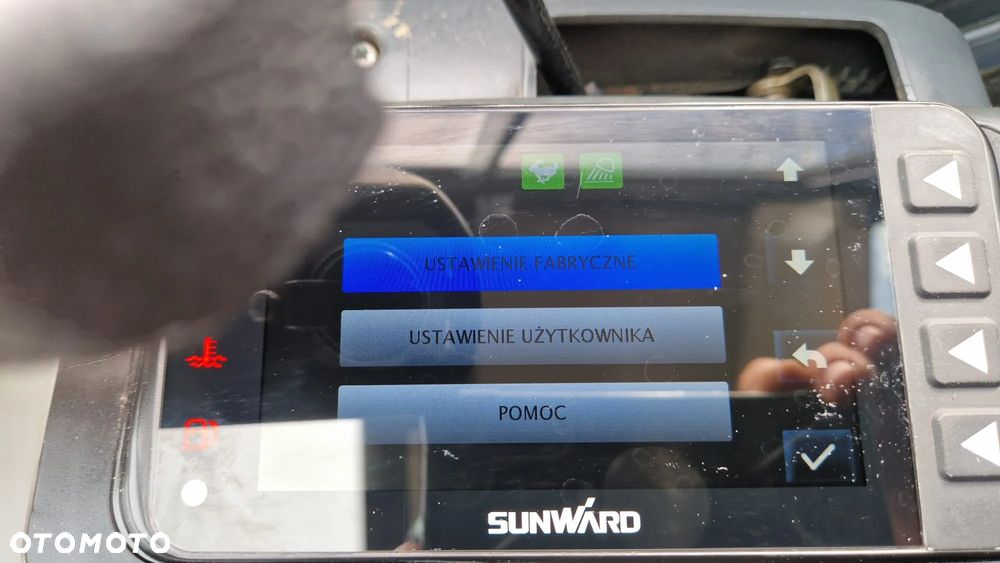 USTAWIENIE FABRYCZNE
USTAWIENIE UŻYTKOWNIKA
POMOC
SUNWARD
OTOMOTO